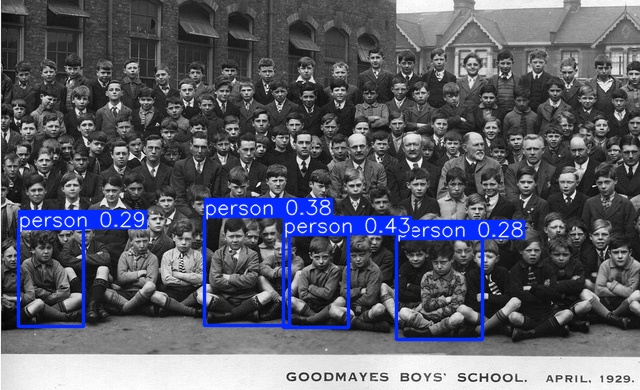 person 0.38
person 0.29
person 0.43
person 0.28
GOODMAYES BOYS' SCHOOL. APRIL, 1929.